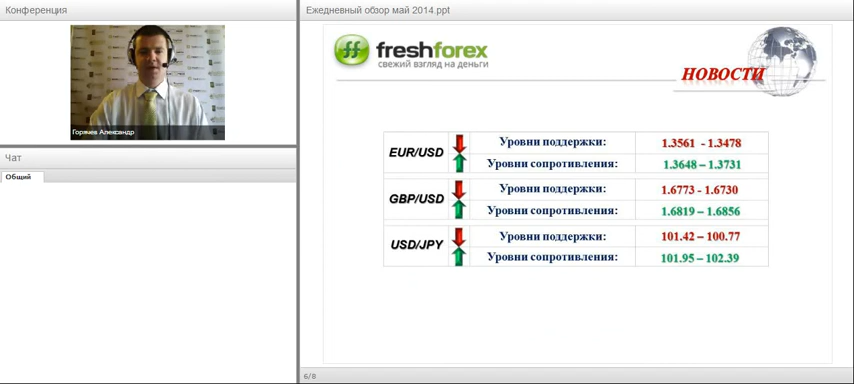 Конференция
Горячев Александр
Чат
Общий
Ежедневный обзор май 2014.ppt
ff freshforex
свежий взгляд на деньги
НОВОСТИ
EUR/USD
Уровни поддержки: 1.3561 - 1.3478
Уровни сопротивления: 1.3648 – 1.3731
GBP/USD
Уровни поддержки: 1.6773 - 1.6730
Уровни сопротивления: 1.6819 – 1.6856
USD/JPY
Уровни поддержки: 101.42 – 100.77
Уровни сопротивления: 101.95 – 102.39
6/8